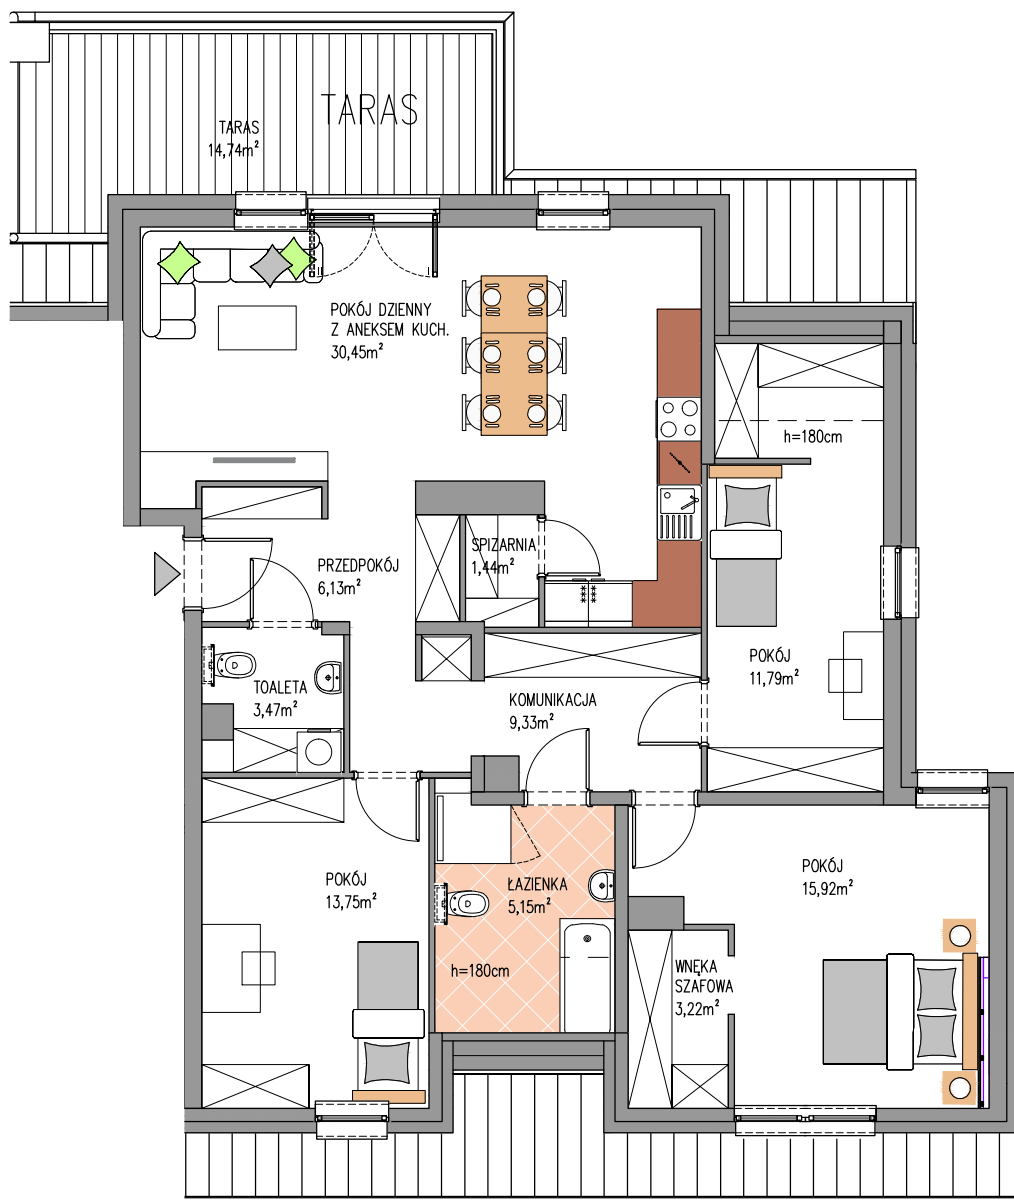 TARAS
TARAS
14,74m²
POKÓJ DZIENNY
Z ANEKSEM KUCH.
30,45m²
h=180cm
SPIŻARNIA
1,44m²
PRZEDPOKÓJ
6,13m²
POKÓJ
11,79m²
TOALETA
3,47m²
KOMUNIKACJA
9,33m²
POKÓJ
13,75m²
ŁAZIENKA
5,15m²
POKÓJ
15,92m²
h=180cm
WNĘKA
SZAFOWA
3,22m²